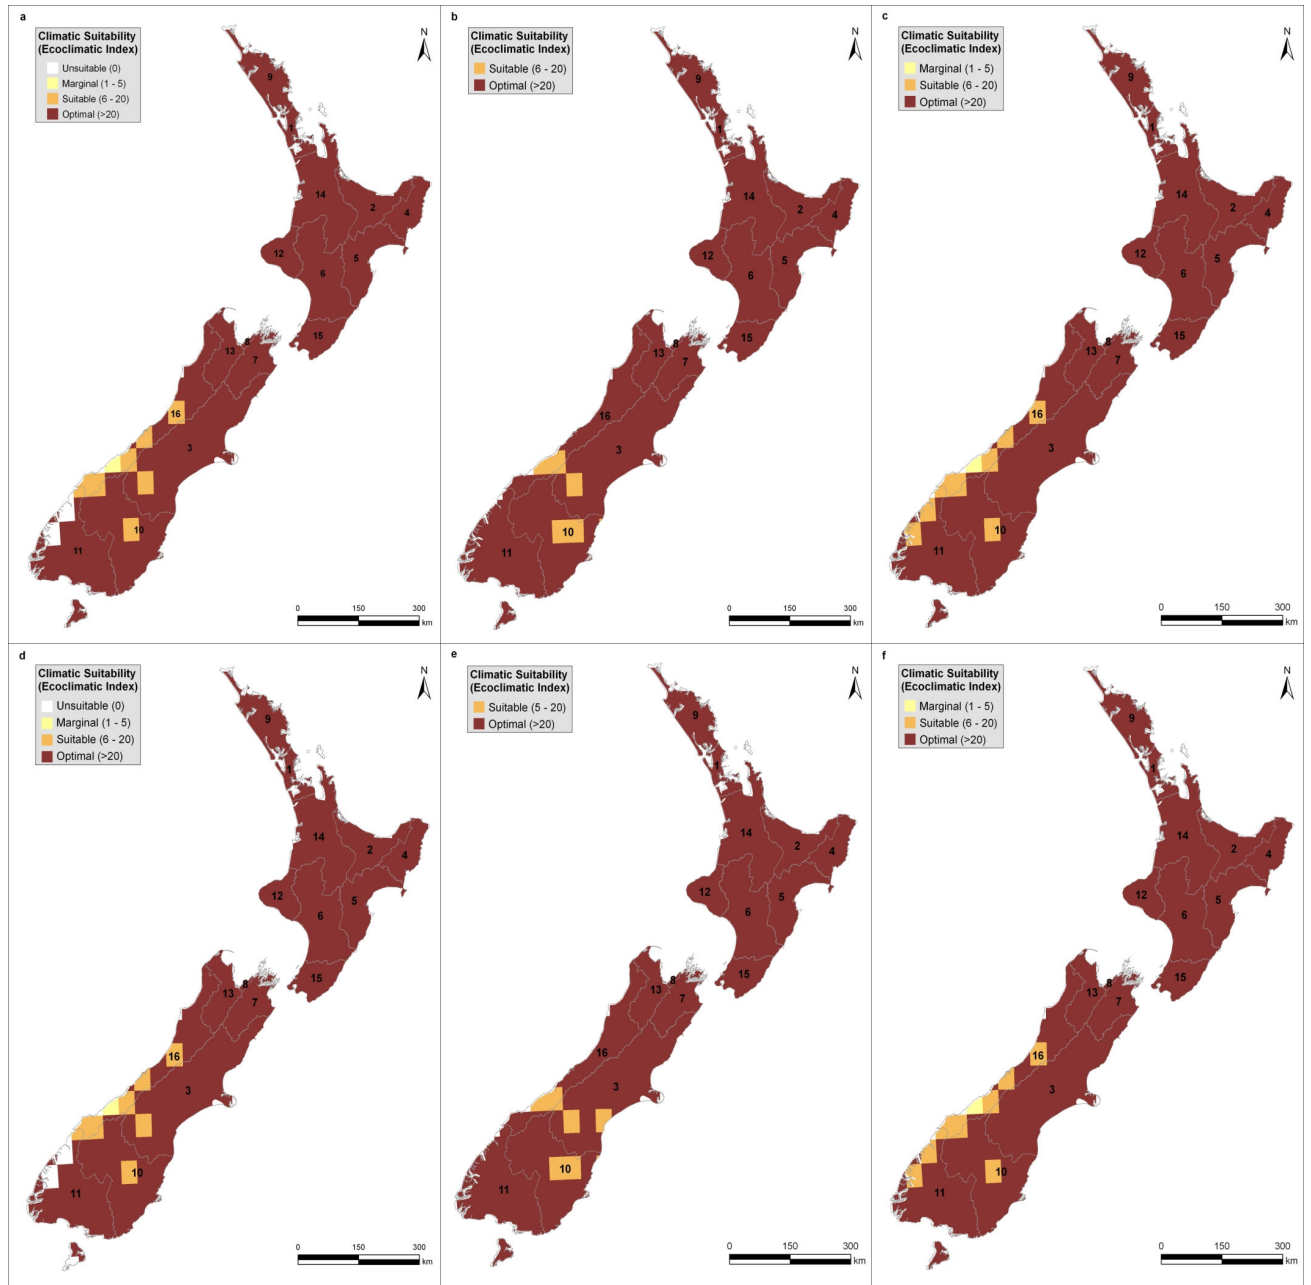 a
Climatic Suitability
(Ecoclimatic Index)
Unsuitable (0)
Marginal (1 - 5)
Suitable (6 - 20)
Optimal (>20)
N
9
1
14
2
4
12
5
6
15
8
13
7
16
3
10
11
0 150 300
km
b
Climatic Suitability
(Ecoclimatic Index)
Suitable (6 - 20)
Optimal (>20)
N
9
1
14
2
4
12
5
6
15
8
13
7
16
3
10
11
0 150 300
km
c
Climatic Suitability
(Ecoclimatic Index)
Marginal (1 - 5)
Suitable (6 - 20)
Optimal (>20)
N
9
1
14
2
4
12
5
6
15
8
13
7
16
3
10
11
0 150 300
km
d
Climatic Suitability
(Ecoclimatic Index)
Unsuitable (0)
Marginal (1 - 5)
Suitable (6 - 20)
Optimal (>20)
N
9
1
14
2
4
12
5
6
15
8
13
7
16
3
10
11
0 150 300
km
e
Climatic Suitability
(Ecoclimatic Index)
Suitable (5 - 20)
Optimal (>20)
N
9
1
14
2
4
12
5
6
15
8
13
7
16
3
10
11
0 150 300
km
f
Climatic Suitability
(Ecoclimatic Index)
Marginal (1 - 5)
Suitable (6 - 20)
Optimal (>20)
N
9
1
14
2
4
12
5
6
15
8
13
7
16
3
10
11
0 150 300
km